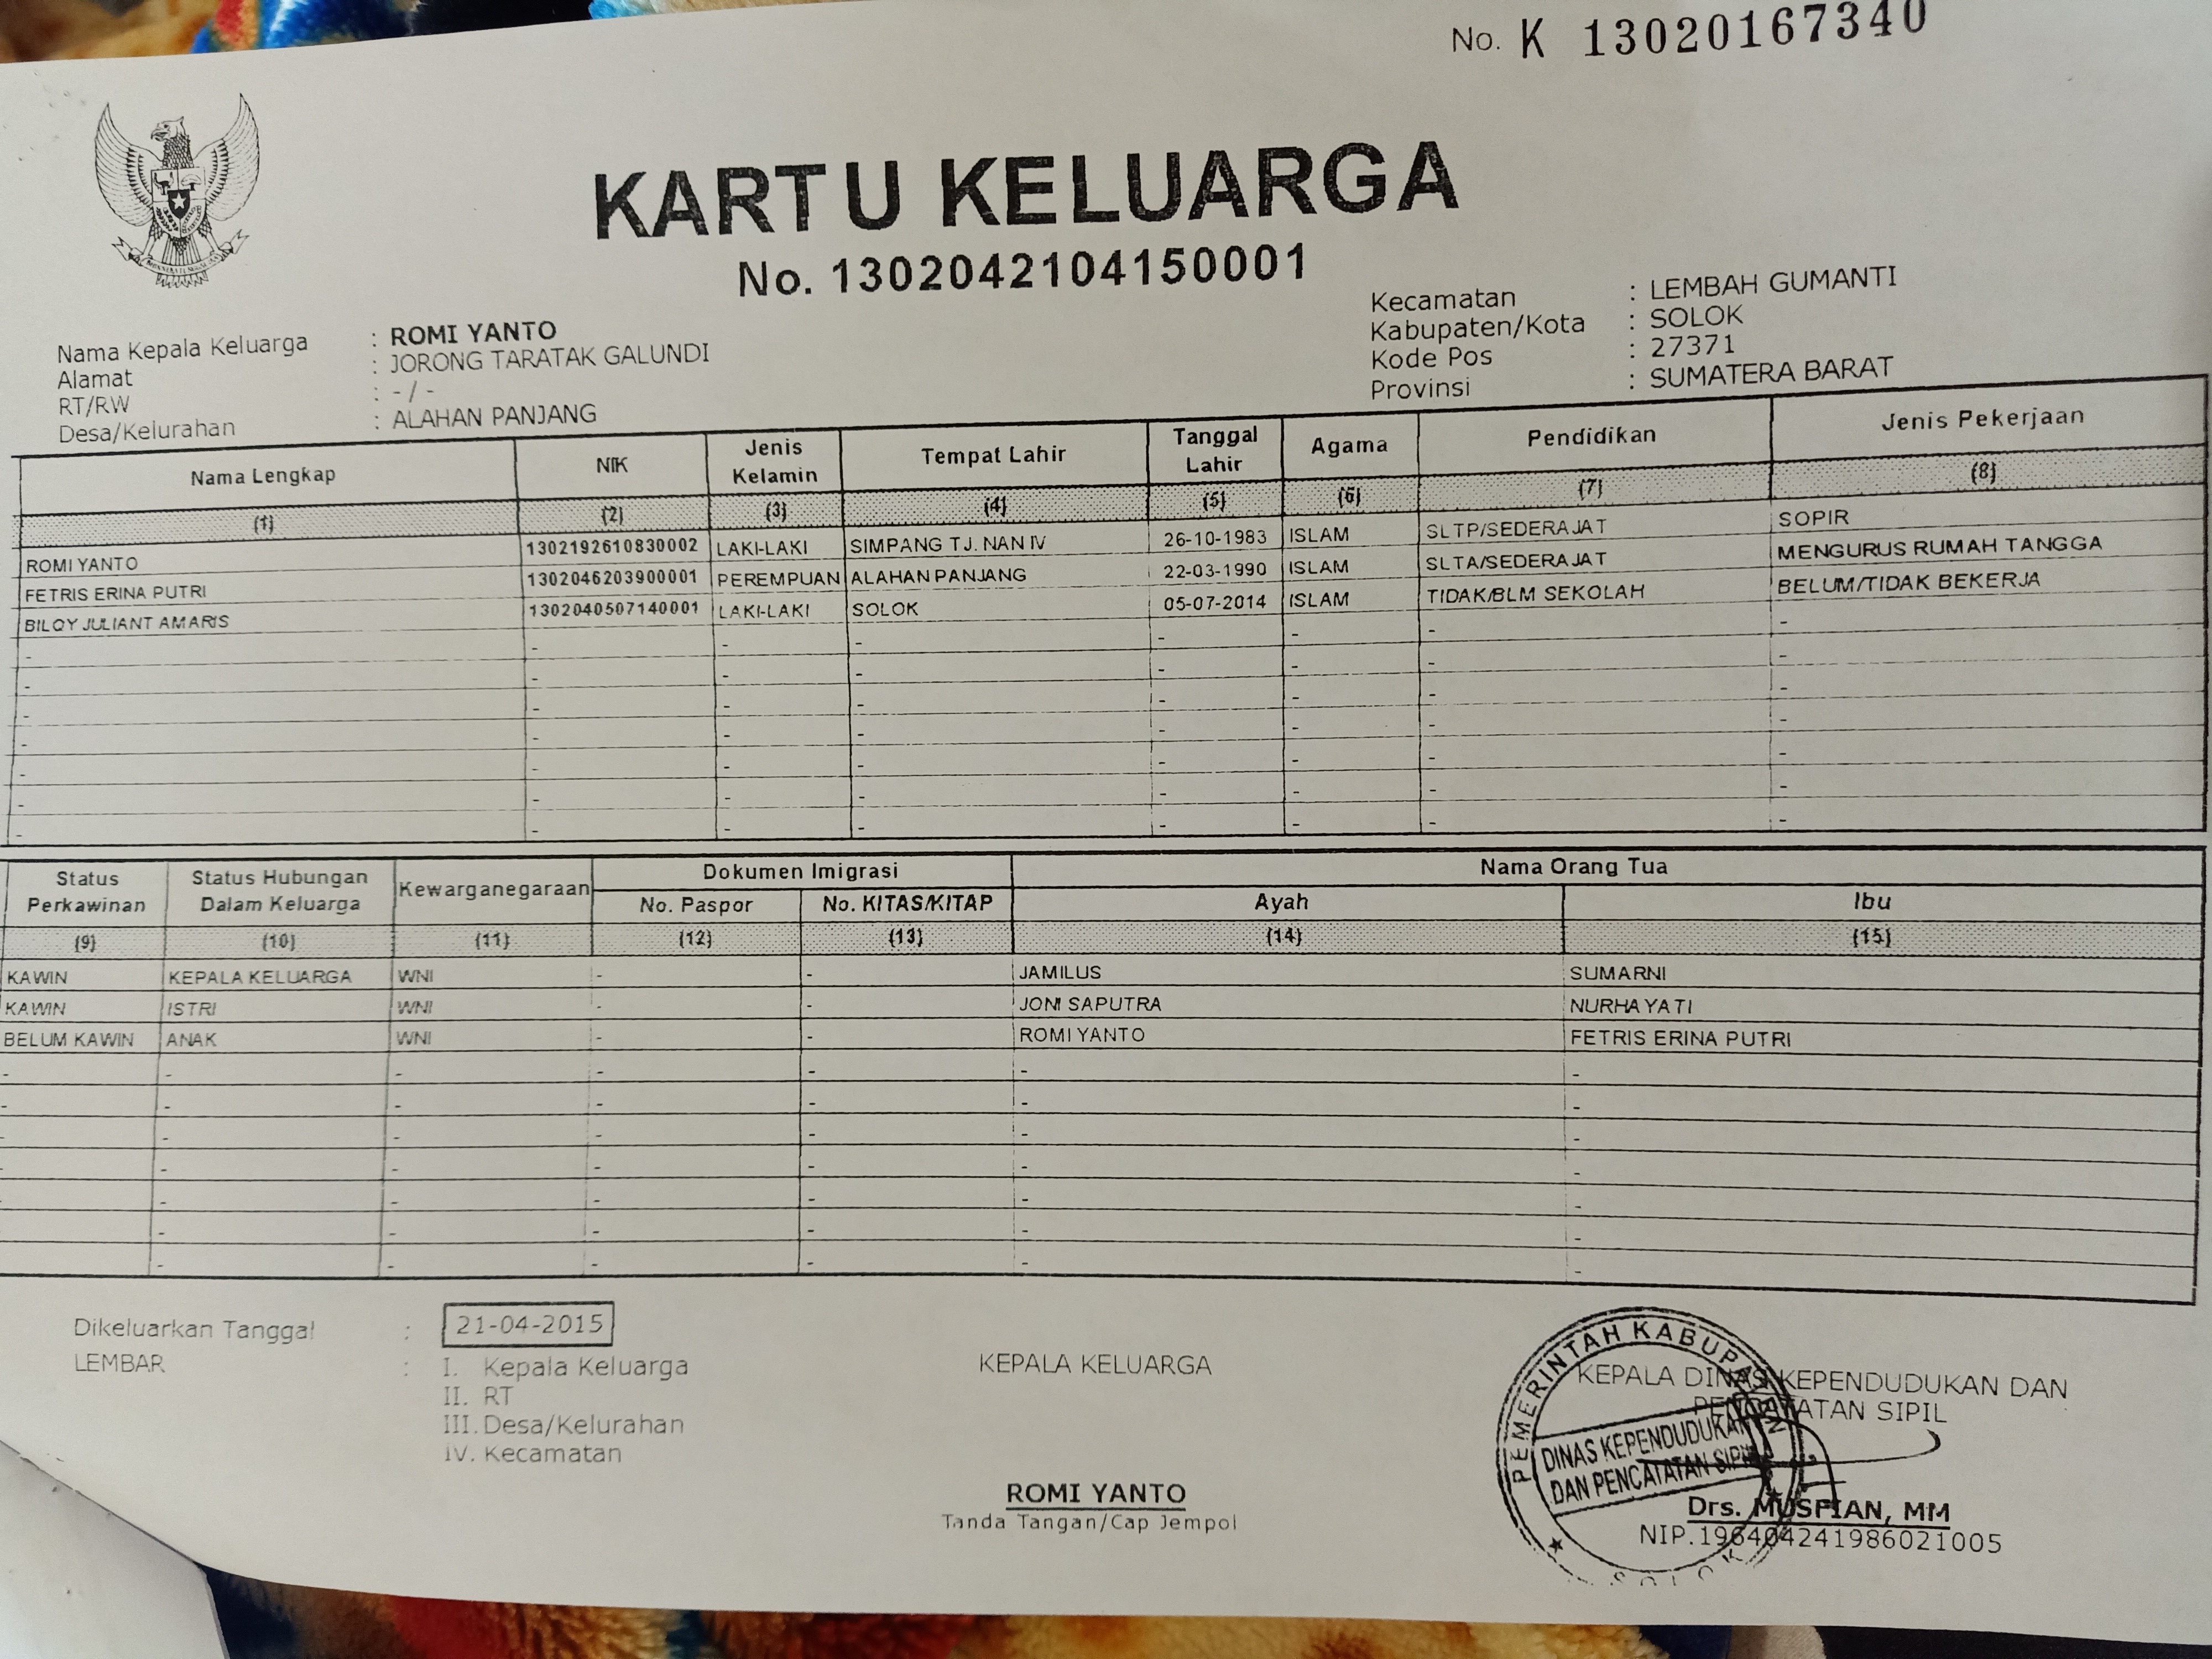 No. K 13020167340
KARTU KELUARGA
No. 1302042104150001
Nama Kepala Keluarga : ROMI YANTO
Alamat : JORONG TARATAK GALUNDI
RT/RW : - / -
Desa/Kelurahan : ALAHAN PANJANG
Kecamatan : LEMBAH GUMANTI
Kabupaten/Kota : SOLOK
Kode Pos : 27371
Provinsi : SUMATERA BARAT
Nama Lengkap NIK Jenis Kelamin Tempat Lahir Tanggal Lahir Agama Pendidikan Jenis Pekerjaan
(1) (2) (3) (4) (5) (6) (7) (8)
ROMI YANTO 1302192610830002 LAKI-LAKI SIMPANG TJ. NAN IV 26-10-1983 ISLAM SLTP/SEDERAJAT SOPIR
FETRIS ERINA PUTRI 1302046203900001 PEREMPUAN ALAHAN PANJANG 22-03-1990 ISLAM SLTA/SEDERAJAT MENGURUS RUMAH TANGGA
BILQY JULIANT AMARIS 1302040507140001 LAKI-LAKI SOLOK 05-07-2014 ISLAM TIDAK/BLM SEKOLAH BELUM/TIDAK BEKERJA
- - - - - - - -
- - - - - - - -
- - - - - - - -
- - - - - - - -
- - - - - - - -
- - - - - - - -
- - - - - - - -
Status Perkawinan Status Hubungan Dalam Keluarga Kewarganegaraan Dokumen Imigrasi Nama Orang Tua
No. Paspor No. KITAS/KITAP Ayah Ibu
(9) (10) (11) (12) (13) (14) (15)
KAWIN KEPALA KELUARGA WNI - - JAMILUS SUMARNI
KAWIN ISTRI WNI - - JONI SAPUTRA NURHAYATI
BELUM KAWIN ANAK WNI - - ROMI YANTO FETRIS ERINA PUTRI
- - - - - - -
- - - - - - -
- - - - - - -
- - - - - - -
- - - - - - -
- - - - - - -
- - - - - - -
Dikeluarkan Tanggal : 21-04-2015
LEMBAR : I. Kepala Keluarga
II. RT
III. Desa/Kelurahan
IV. Kecamatan
KEPALA KELUARGA
ROMI YANTO
Tanda Tangan/Cap Jempol
KEPALA DINAS KEPENDUDUKAN DAN
PENCATATAN SIPIL
PEMERINTAH KABUPATEN
DINAS KEPENDUDUKAN
DAN PENCATATAN SIPIL
SOLOK
Drs. MUSFIAN, MM
NIP.196404241986021005